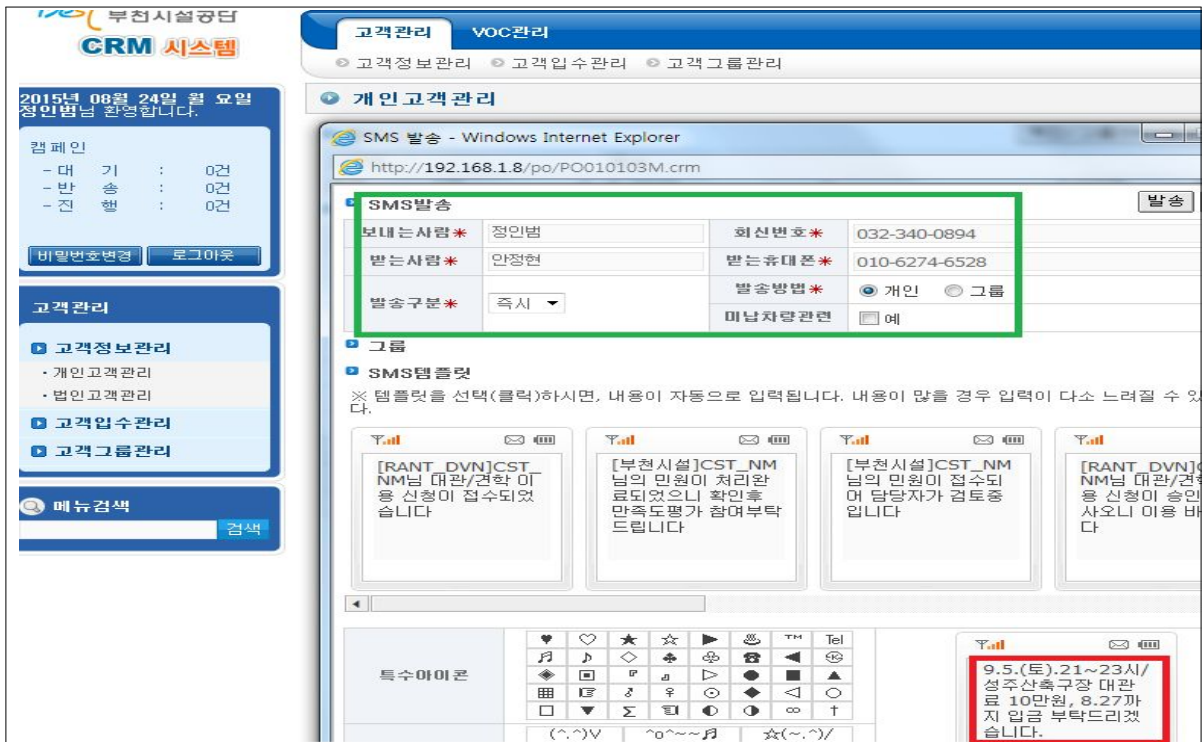 부천시설공단
CRM 시스템
고객관리 VOC관리
고객정보관리 고객입수관리 고객그룹관리
2015년 08월 24일 월 요일
정인범님 환영합니다.
캠페인
- 대 기 : 0건
- 반 송 : 0건
- 진 행 : 0건
비밀번호변경 로그아웃
고객관리
고객정보관리
·개인고객관리
·법인고객관리
고객입수관리
고객그룹관리
메뉴검색
검색
개인고객관리
SMS 발송 - Windows Internet Explorer
http://192.168.1.8/po/PO010103M.crm
SMS발송 발송
보내는사람* 정인범 회신번호* 032-340-0894
받는사람* 안정현 받는휴대폰* 010-6274-6528
발송구분* 즉시 발송방법* 개인 그룹
미납차량관련 예
그룹
SMS템플릿
※ 템플릿을 선택(클릭)하시면, 내용이 자동으로 입력됩니다. 내용이 많을 경우 입력이 다소 느려질 수 있
다.
[RANT_DVN]CST_
NM님 대관/견학 이
용 신청이 접수되었
습니다
[부천시설]CST_NM
님의 민원이 처리완
료되었으니 확인후
만족도평가 참여부탁
드립니다
[부천시설]CST_NM
님의 민원이 접수되
어 담당자가 검토중
입니다
[RANT_DVN]C
NM님 대관/견학
용 신청이 승인
사오니 이용 바
다
특수아이콘
♥ ♡ ★ ☆ ▶ ♨ ™ Tel
♬ ♪ ◇ ♣ ♧ ☎ ◀ ㉿
◈ ▣ ▷ ● ■ ▲
▦ ☞ ♂ ♀ ⊙ ◆ ◁ ○
□ ▼ Σ ◐ ◑ ∞ †
(^.^)V ^o^~~♬ ☆(~.^)/
9.5.(토).21~23시/
성주산축구장 대관
료 10만원, 8.27까
지 입금 부탁드리겠
습니다.